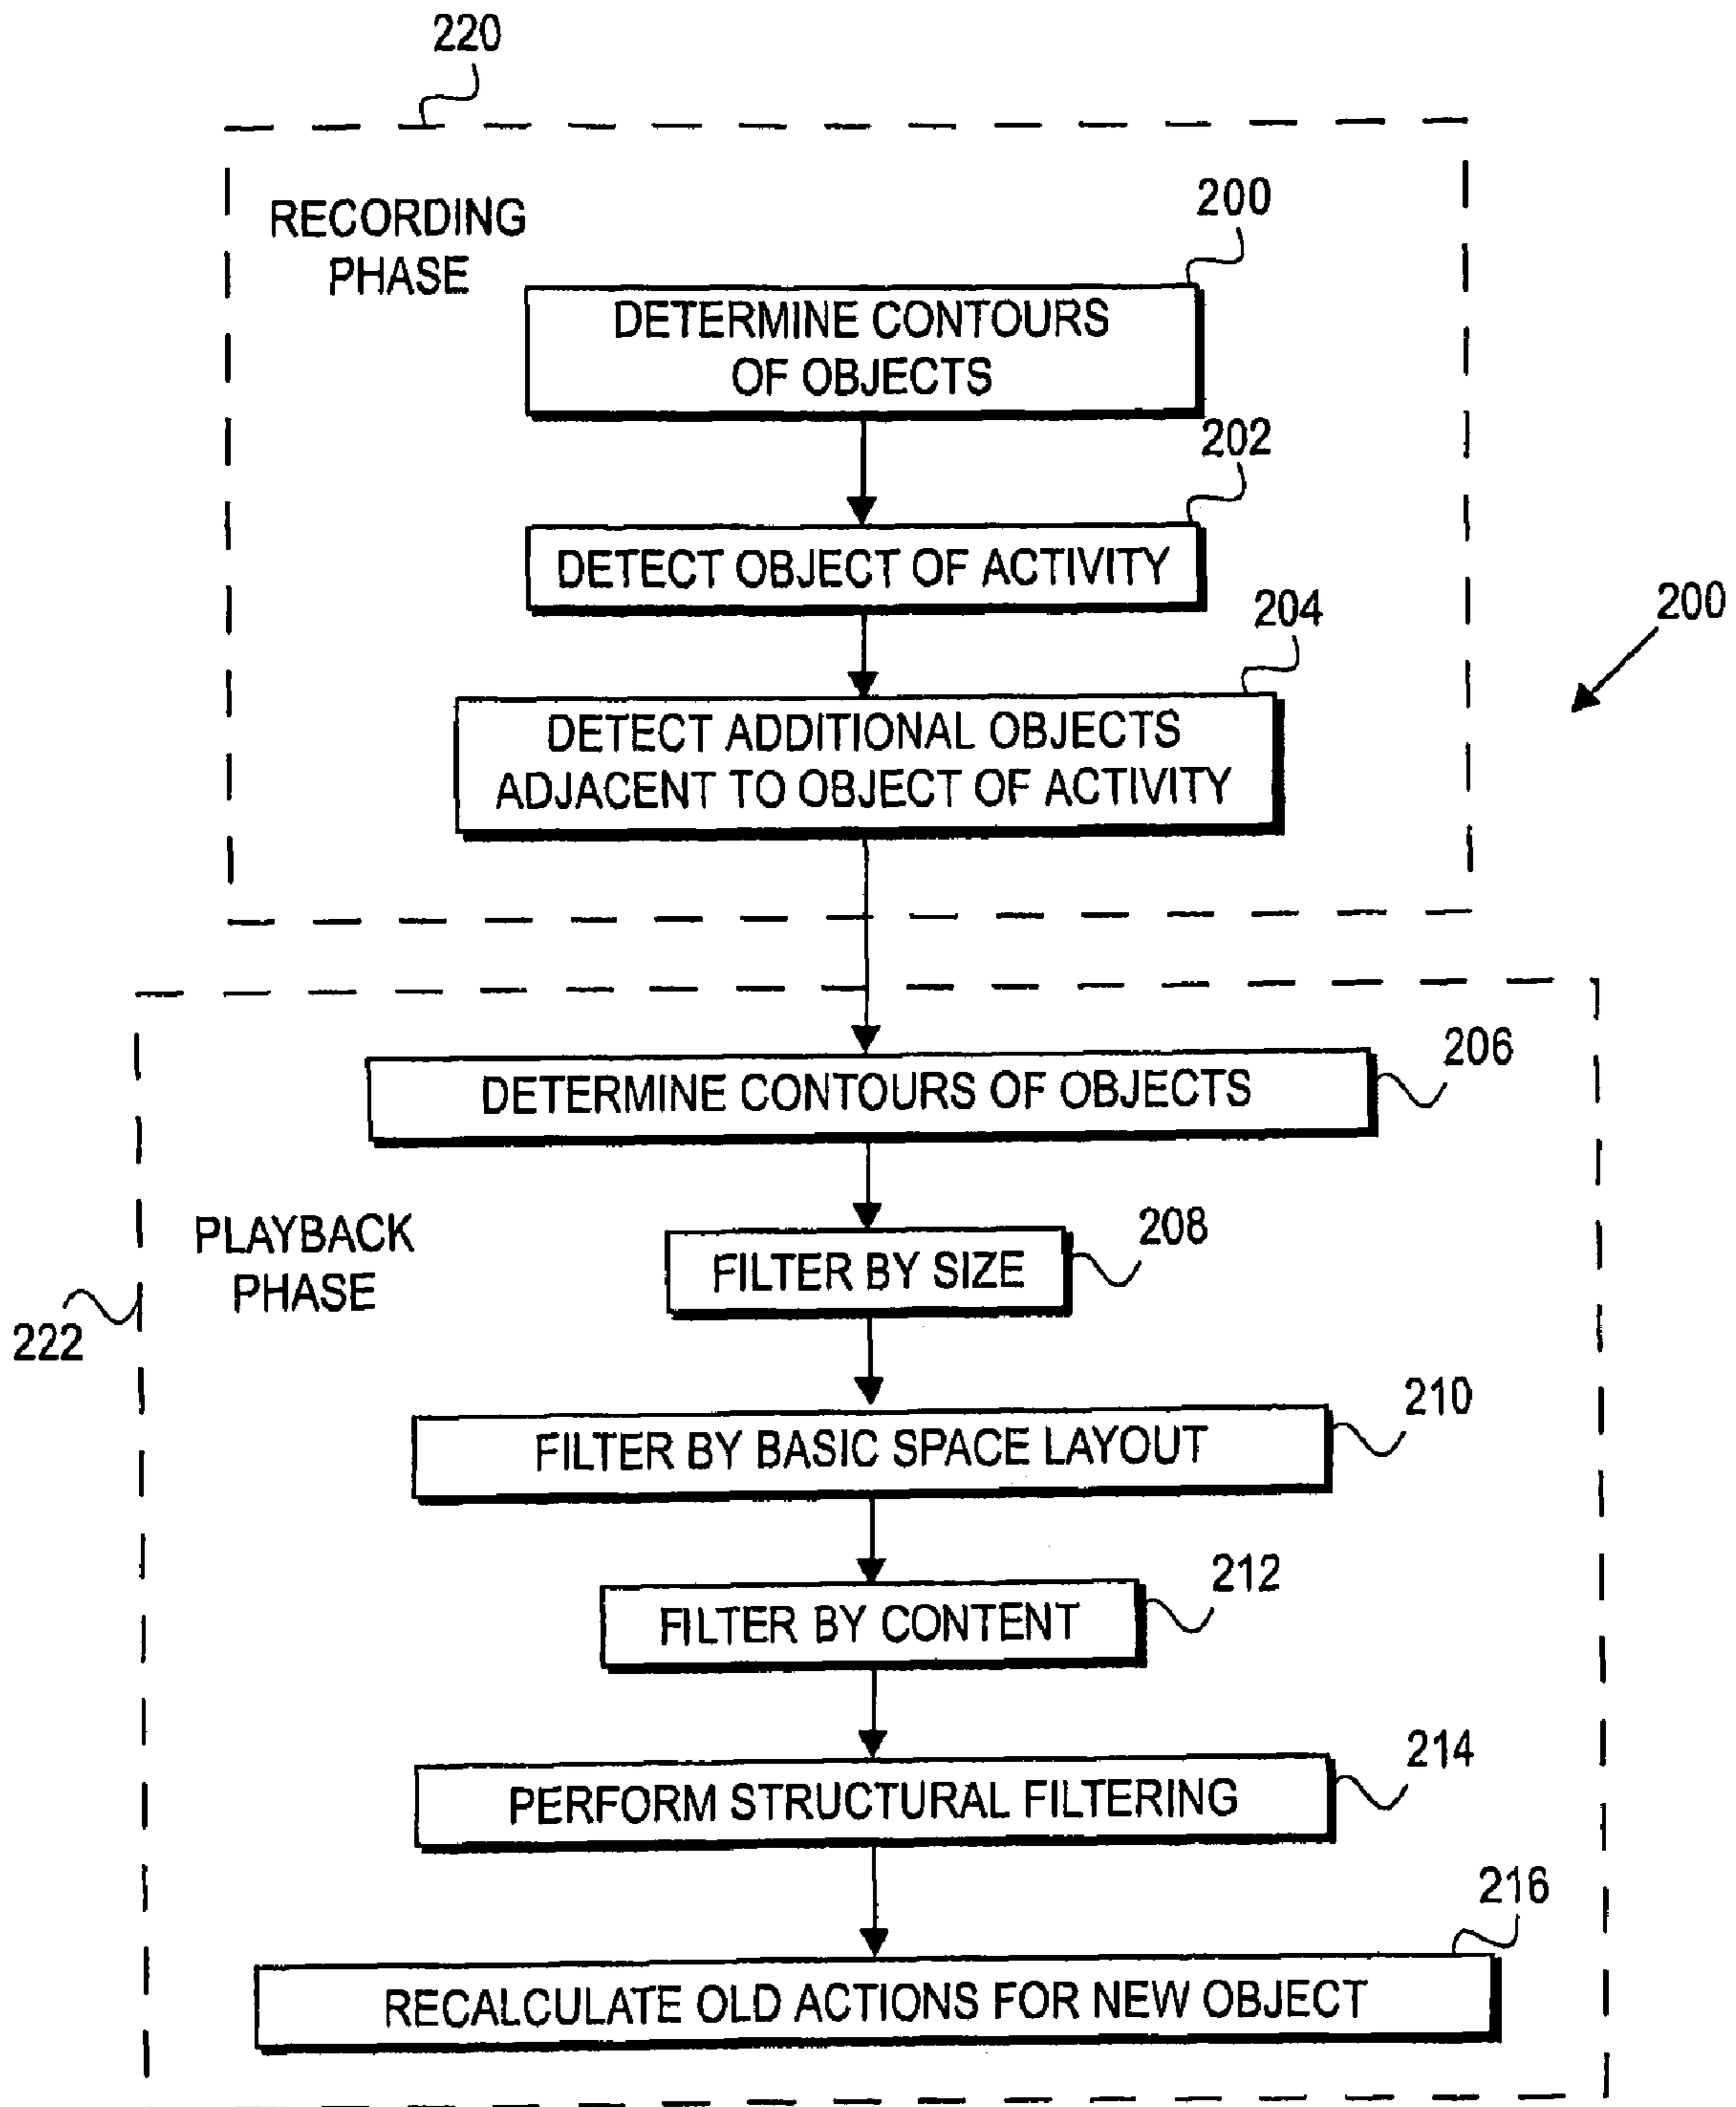 220
RECORDING
PHASE
200
DETERMINE CONTOURS
OF OBJECTS
202
DETECT OBJECT OF ACTIVITY
204
200
DETECT ADDITIONAL OBJECTS
ADJACENT TO OBJECT OF ACTIVITY
206
DETERMINE CONTOURS OF OBJECTS
PLAYBACK
PHASE
222
208
FILTER BY SIZE
210
FILTER BY BASIC SPACE LAYOUT
212
FILTER BY CONTENT
214
PERFORM STRUCTURAL FILTERING
216
RECALCULATE OLD ACTIONS FOR NEW OBJECT